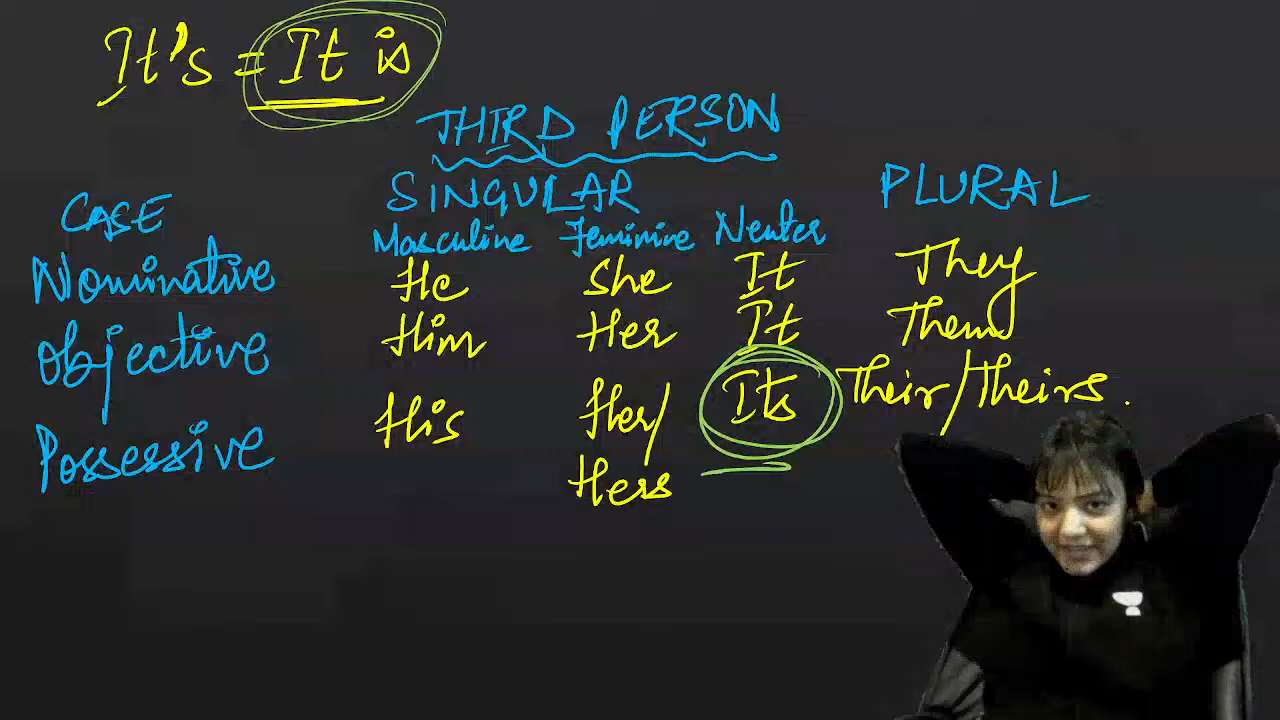 It's = It is
THIRD PERSON
CASE SINGULAR PLURAL
Masculine Feminine Neuter
Nominative He She It They
Objective Him Her It Them
Possessive His Her/ Its Their/Theirs.
Hers